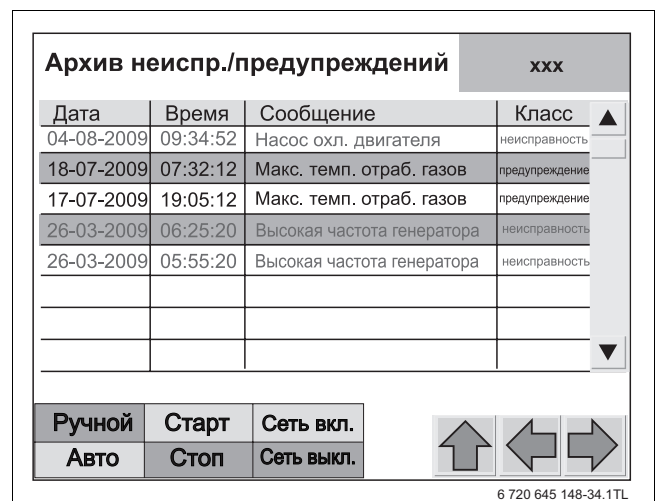 Архив неиспр./предупреждений xxx
Дата Время Сообщение Класс
04-08-2009 09:34:52 Насос охл. двигателя неисправность
18-07-2009 07:32:12 Макс. темп. отраб. газов предупреждение
17-07-2009 19:05:12 Макс. темп. отраб. газов предупреждение
26-03-2009 06:25:20 Высокая частота генератора неисправность
26-03-2009 05:55:20 Высокая частота генератора неисправность
Ручной Старт Сеть вкл.
Авто Стоп Сеть выкл.
6 720 645 148-34.1TL